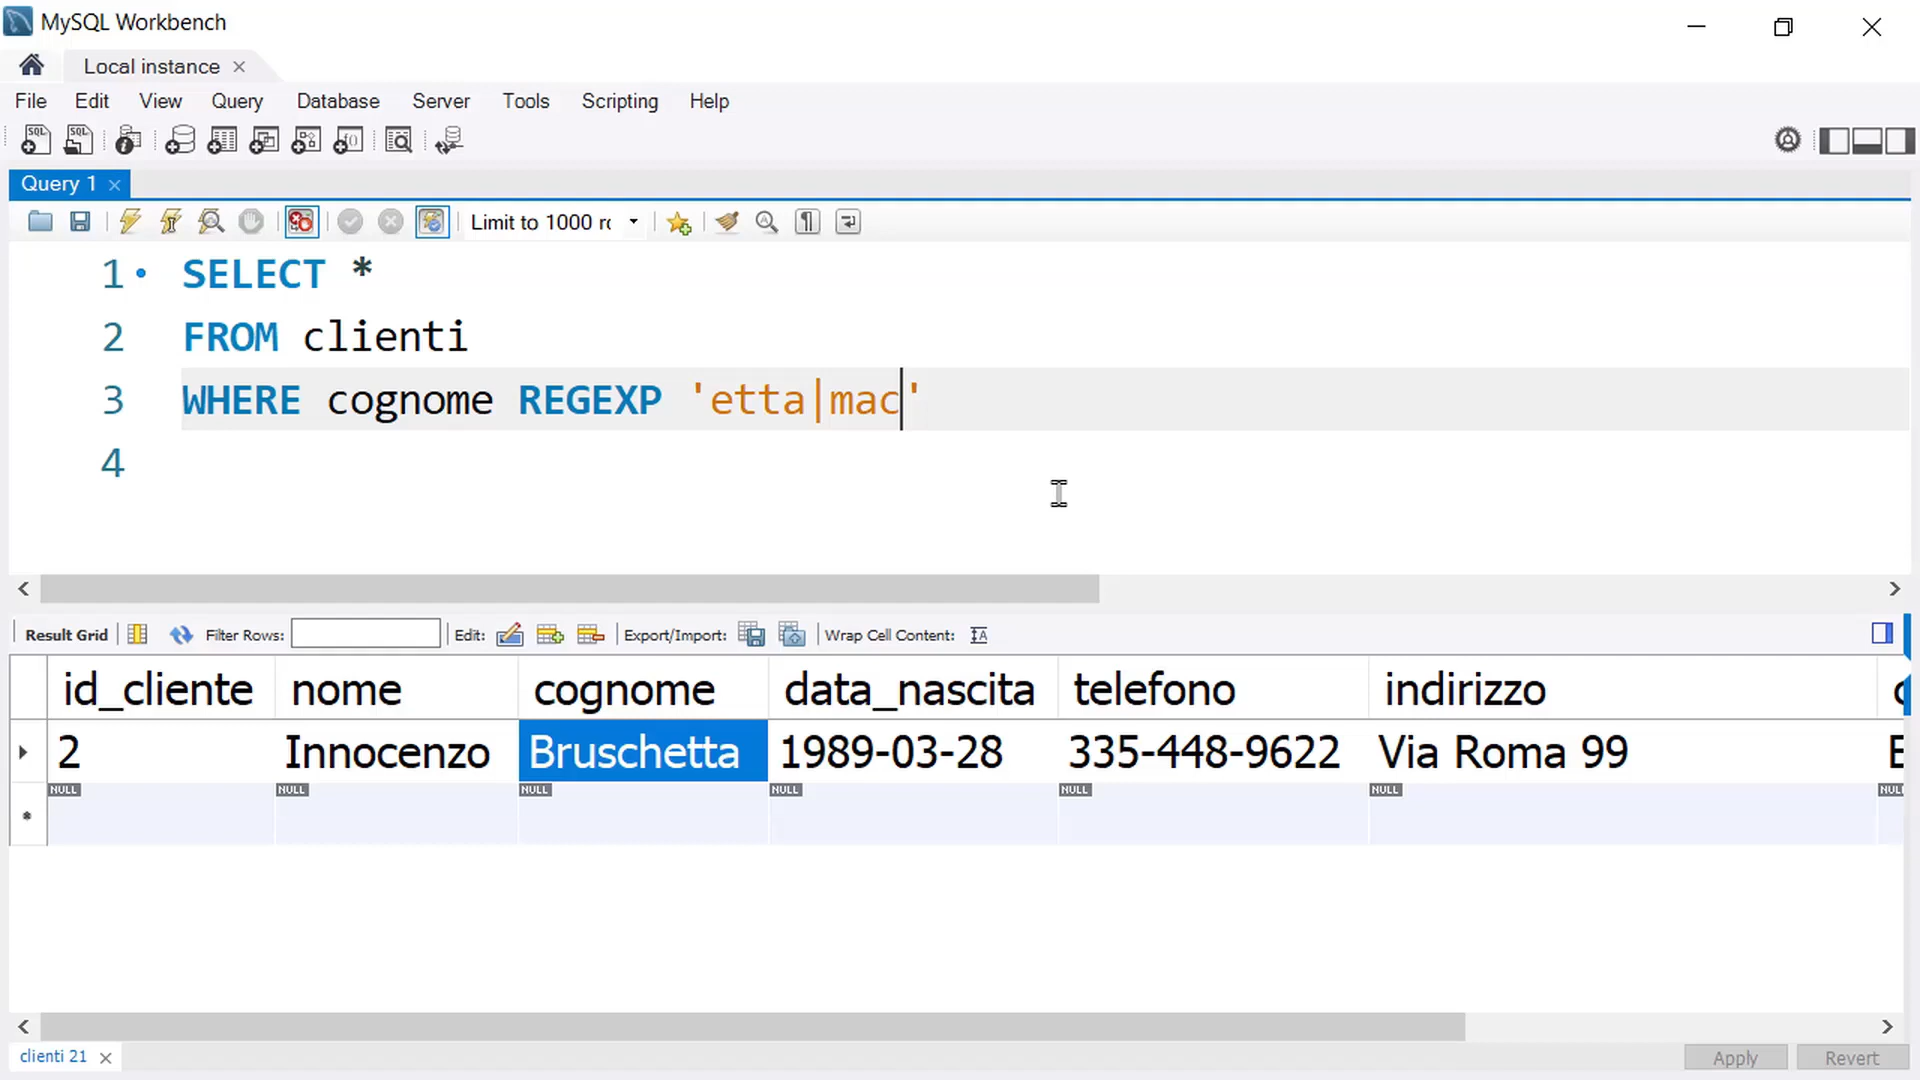 MySQL Workbench
Local instance
File Edit View Query Database Server Tools Scripting Help
Query 1
Limit to 1000 rc
1 SELECT *
2 FROM clienti
3 WHERE cognome REGEXP 'etta|mac'
4
Result Grid Filter Rows: Edit: Export/Import: Wrap Cell Content:
id_cliente nome cognome data_nascita telefono indirizzo
2 Innocenzo Bruschetta 1989-03-28 335-448-9622 Via Roma 99
NULL NULL NULL NULL NULL NULL
clienti 21 Apply Revert